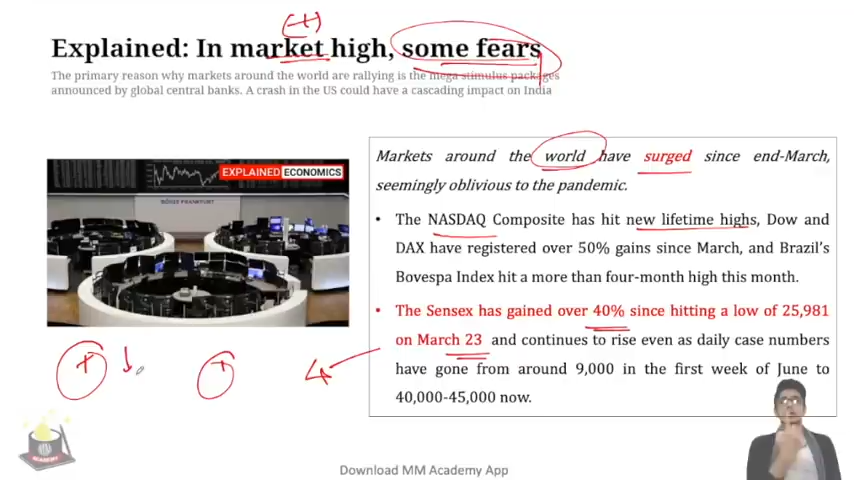 (+)
Explained: In market high, some fears
The primary reason why markets around the world are rallying is the mega stimulus packages
announced by global central banks. A crash in the US could have a cascading impact on India
Markets around the world have surged since end-March,
seemingly oblivious to the pandemic.
EXPLAINED ECONOMICS
BÖRSE FRANKFURT
• The NASDAQ Composite has hit new lifetime highs, Dow and
DAX have registered over 50% gains since March, and Brazil's
Bovespa Index hit a more than four-month high this month.
• The Sensex has gained over 40% since hitting a low of 25,981
on March 23 and continues to rise even as daily case numbers
have gone from around 9,000 in the first week of June to
40,000-45,000 now.
+ ↓ +
ACADEMY
Download MM Academy App